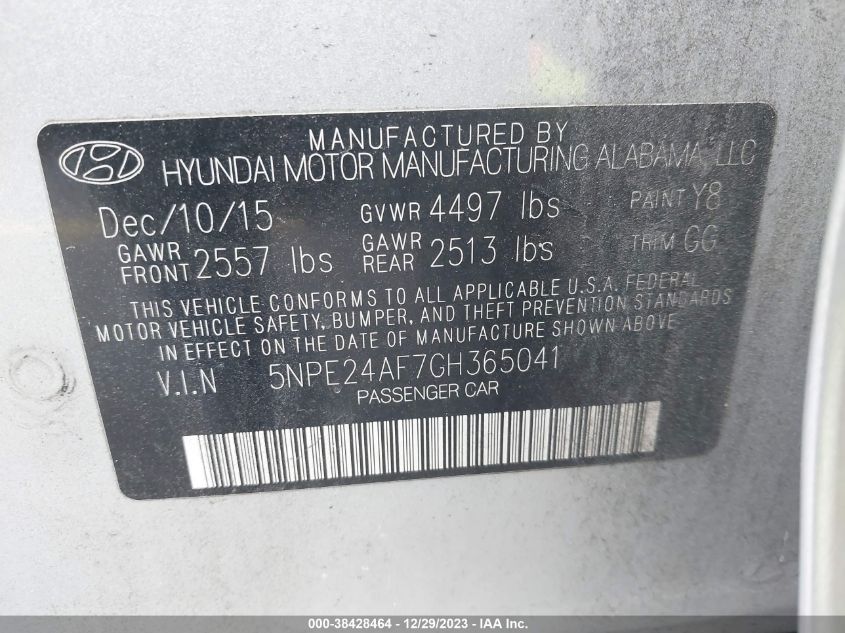 MANUFACTURED BY
HYUNDAI MOTOR MANUFACTURING ALABAMA, LLC
Dec/10/15 GVWR 4497 lbs PAINT Y8
GAWR FRONT 2557 lbs GAWR REAR 2513 lbs TRIM GG
THIS VEHICLE CONFORMS TO ALL APPLICABLE U.S.A. FEDERAL
MOTOR VEHICLE SAFETY, BUMPER, AND THEFT PREVENTION STANDARDS
IN EFFECT ON THE DATE OF MANUFACTURE SHOWN ABOVE
V.I.N 5NPE24AF7GH365041
PASSENGER CAR
000-38428464 - 12/29/2023 - IAA Inc.